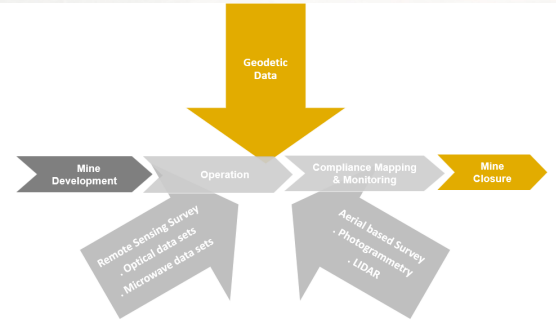 Geodetic
Data
Mine
Development
Operation
Compliance Mapping
& Monitoring
Mine
Closure
Remote Sensing Survey
. Optical data sets
. Microwave data sets
Aerial based Survey
. Photogrammetry
. LIDAR